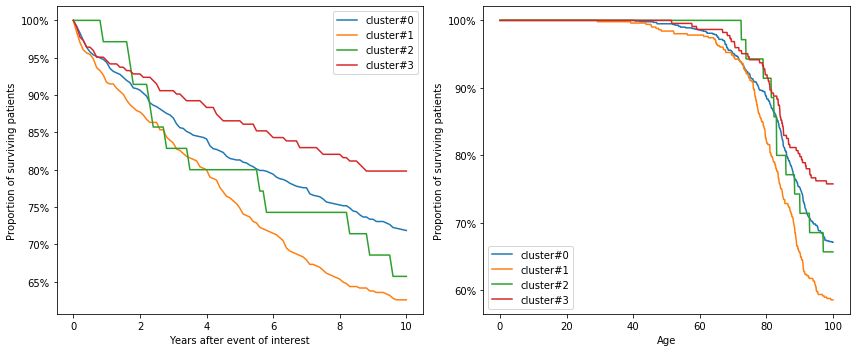 100%
95%
90%
85%
80%
75%
70%
65%
0
2
4
6
8
10
Proportion of surviving patients
Years after event of interest
cluster#0
cluster#1
cluster#2
cluster#3
100%
90%
80%
70%
60%
0
20
40
60
80
100
Proportion of surviving patients
Age
cluster#0
cluster#1
cluster#2
cluster#3